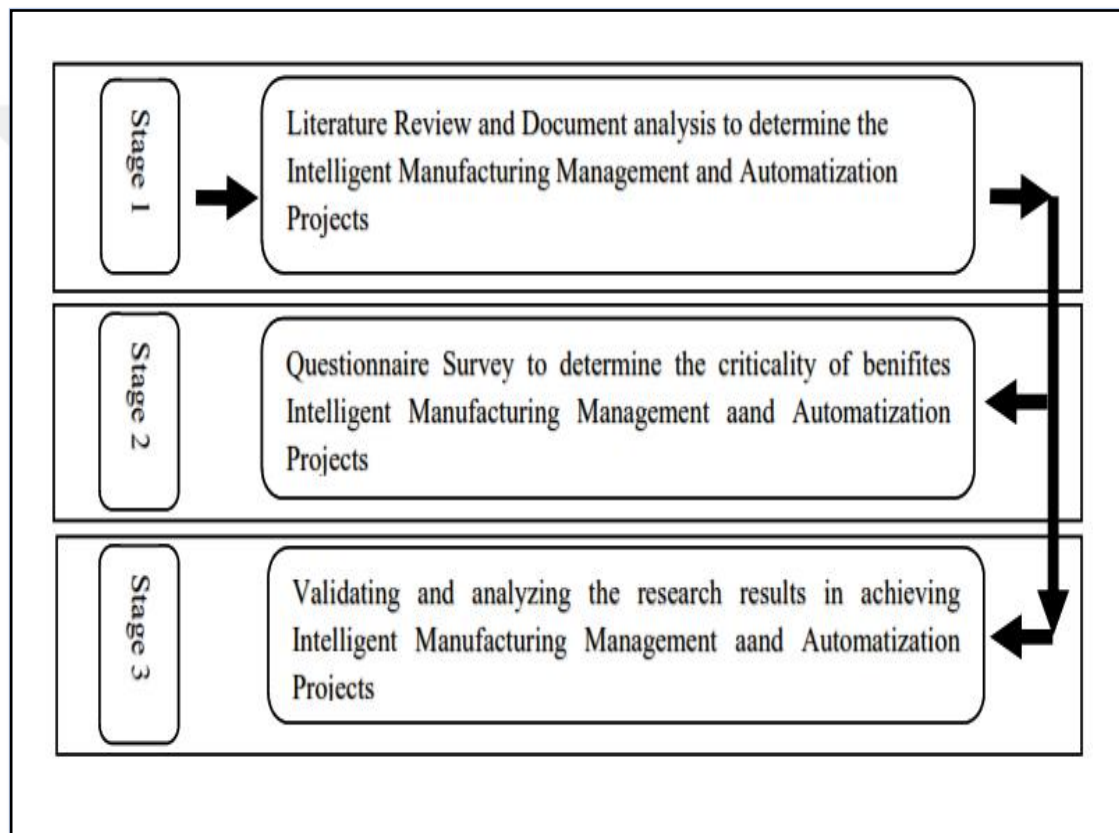 Stage 1
Literature Review and Document analysis to determine the
Intelligent Manufacturing Management and Automatization
Projects
Stage 2
Questionnaire Survey to determine the criticality of benifites
Intelligent Manufacturing Management aand Automatization
Projects
Stage 3
Validating and analyzing the research results in achieving
Intelligent Manufacturing Management aand Automatization
Projects